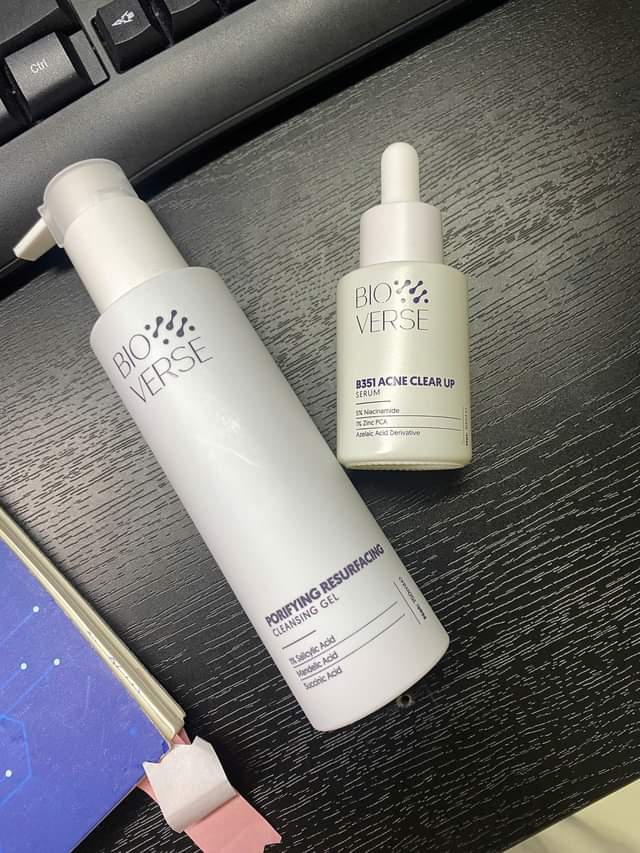 Ctrl
BIO
VERSE
PORIFYING RESURFACING
CLEANSING GEL
1% Salicylic Acid
Mandelic Acid
Succinic Acid
BIO
VERSE
B351 ACNE CLEAR UP
SERUM
5% Niacinamide
1% Zinc PCA
Azelaic Acid Derivative